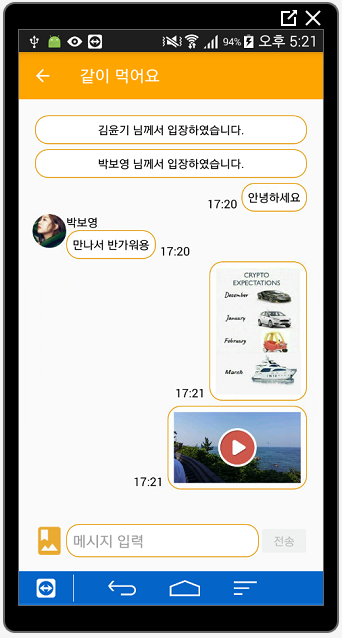 94% 오후 5:21
같이 먹어요
김윤기 님께서 입장하였습니다.
박보영 님께서 입장하였습니다.
17:20 안녕하세요
박보영
만나서 반가워용 17:20
CRYPTO
EXPECTATIONS
December
January
February
March
17:21
17:21
메시지 입력 전송